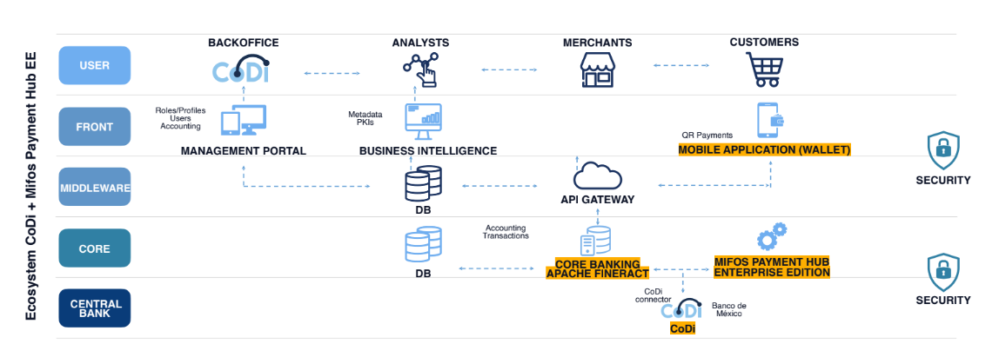 Ecosystem CoDi + Mifos Payment Hub EE
USER
BACKOFFICE
ANALYSTS
MERCHANTS
CUSTOMERS
CoDi
FRONT
Roles/Profiles
Users
Accounting
Metadata
PKIs
QR Payments
MANAGEMENT PORTAL
BUSINESS INTELLIGENCE
MOBILE APPLICATION (WALLET)
SECURITY
MIDDLEWARE
DB
API GATEWAY
CORE
Accounting
Transactions
DB
CORE BANKING
APACHE FINERACT
MIFOS PAYMENT HUB
ENTERPRISE EDITION
SECURITY
CENTRAL
BANK
CoDi
connector
CoDi
Banco de
México
CoDi